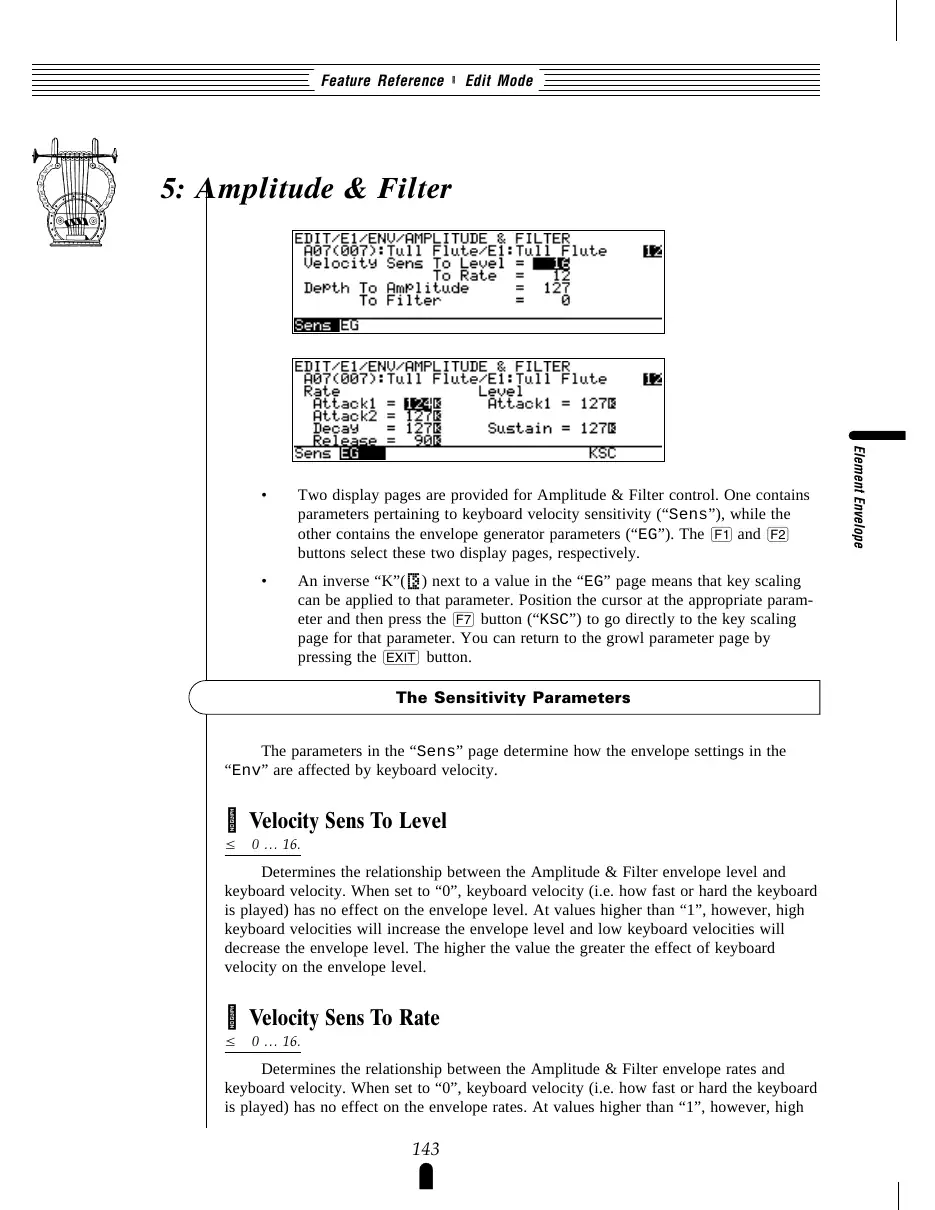 Feature Reference Edit Mode
5: Amplitude & Filter
EDIT/E1/ENV/AMPLITUDE & FILTER
A07(007):Tull Flute/E1:Tull Flute 12
Velocity Sens To Level = 16
To Rate = 12
Depth To Amplitude = 127
To Filter = 0
Sens EG
EDIT/E1/ENV/AMPLITUDE & FILTER
A07(007):Tull Flute/E1:Tull Flute 12
Rate Level
Attack1 = 124K Attack1 = 127K
Attack2 = 127K
Decay = 127K Sustain = 127K
Release = 90K
Sens EG KSC
Element Envelope
• Two display pages are provided for Amplitude & Filter control. One contains
parameters pertaining to keyboard velocity sensitivity (“Sens”), while the
other contains the envelope generator parameters (“EG”). The F1 and F2
buttons select these two display pages, respectively.
• An inverse “K”(K) next to a value in the “EG” page means that key scaling
can be applied to that parameter. Position the cursor at the appropriate param-
eter and then press the F7 button (“KSC”) to go directly to the key scaling
page for that parameter. You can return to the growl parameter page by
pressing the EXIT button.
The Sensitivity Parameters
The parameters in the “Sens” page determine how the envelope settings in the
“Env” are affected by keyboard velocity.
Velocity Sens To Level
≤ 0 … 16.
Determines the relationship between the Amplitude & Filter envelope level and
keyboard velocity. When set to “0”, keyboard velocity (i.e. how fast or hard the keyboard
is played) has no effect on the envelope level. At values higher than “1”, however, high
keyboard velocities will increase the envelope level and low keyboard velocities will
decrease the envelope level. The higher the value the greater the effect of keyboard
velocity on the envelope level.
Velocity Sens To Rate
≤ 0 … 16.
Determines the relationship between the Amplitude & Filter envelope rates and
keyboard velocity. When set to “0”, keyboard velocity (i.e. how fast or hard the keyboard
is played) has no effect on the envelope rates. At values higher than “1”, however, high
143